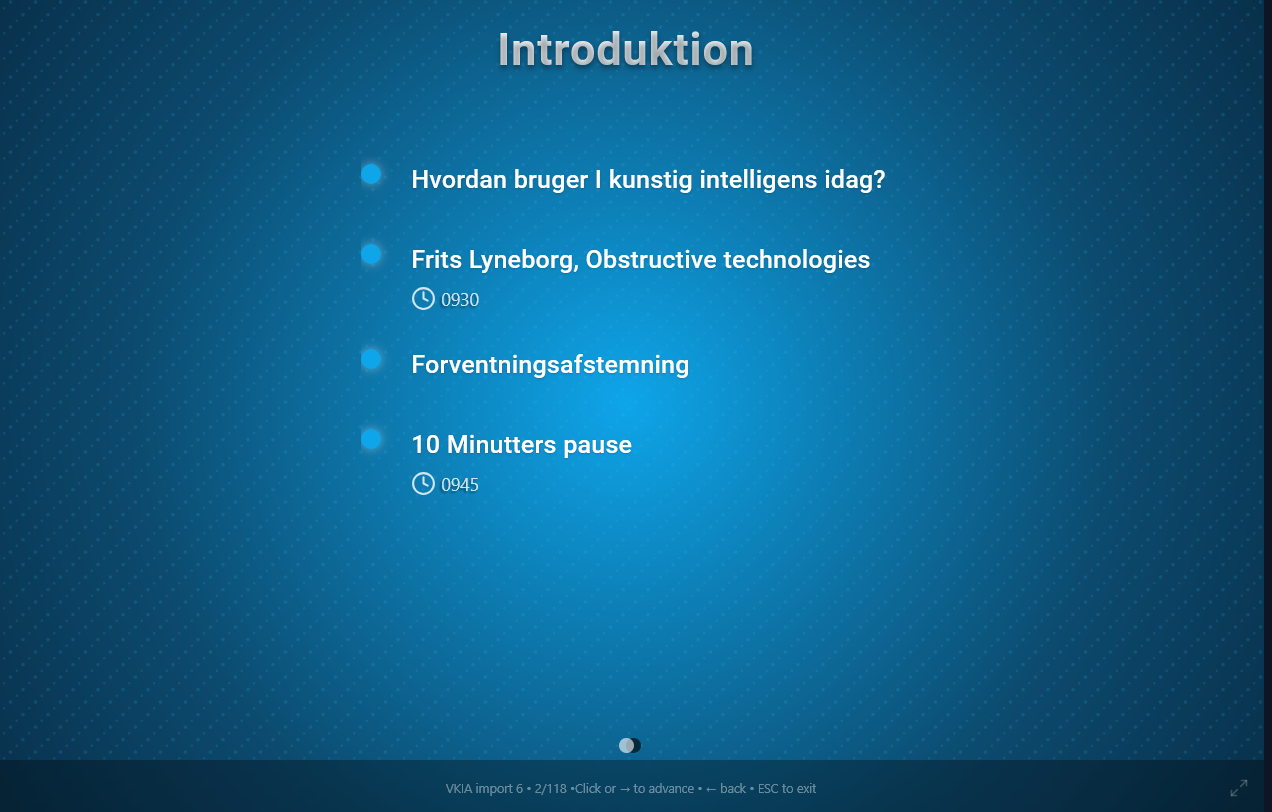 Introduktion
Hvordan bruger I kunstig intelligens idag?
Frits Lyneborg, Obstructive technologies
0930
Forventningsafstemning
10 Minutters pause
0945
VKIA import 6 • 2/118 •Click or → to advance • ← back • ESC to exit